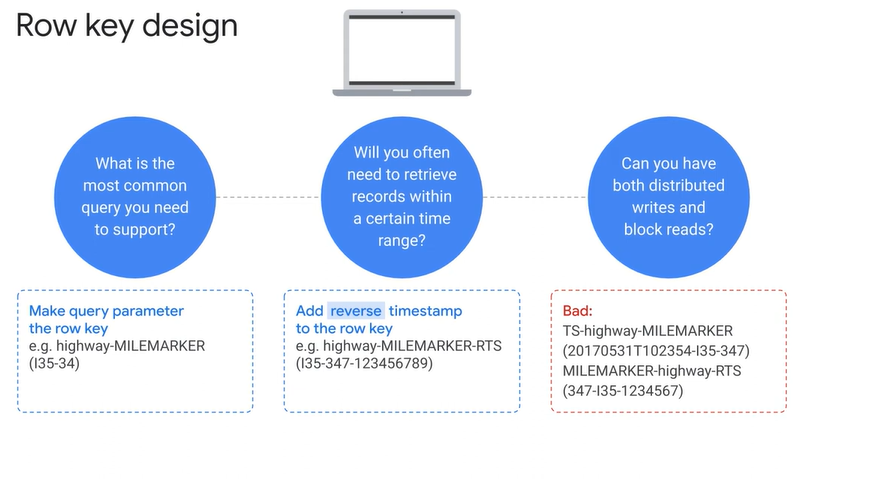 Row key design
What is the
most common
query you need
to support?
Will you often
need to retrieve
records within
a certain time
range?
Can you have
both distributed
writes and
block reads?
Make query parameter
the row key
e.g. highway-MILEMARKER
(I35-34)
Add reverse timestamp
to the row key
e.g. highway-MILEMARKER-RTS
(I35-347-123456789)
Bad:
TS-highway-MILEMARKER
(20170531T102354-I35-347)
MILEMARKER-highway-RTS
(347-I35-1234567)